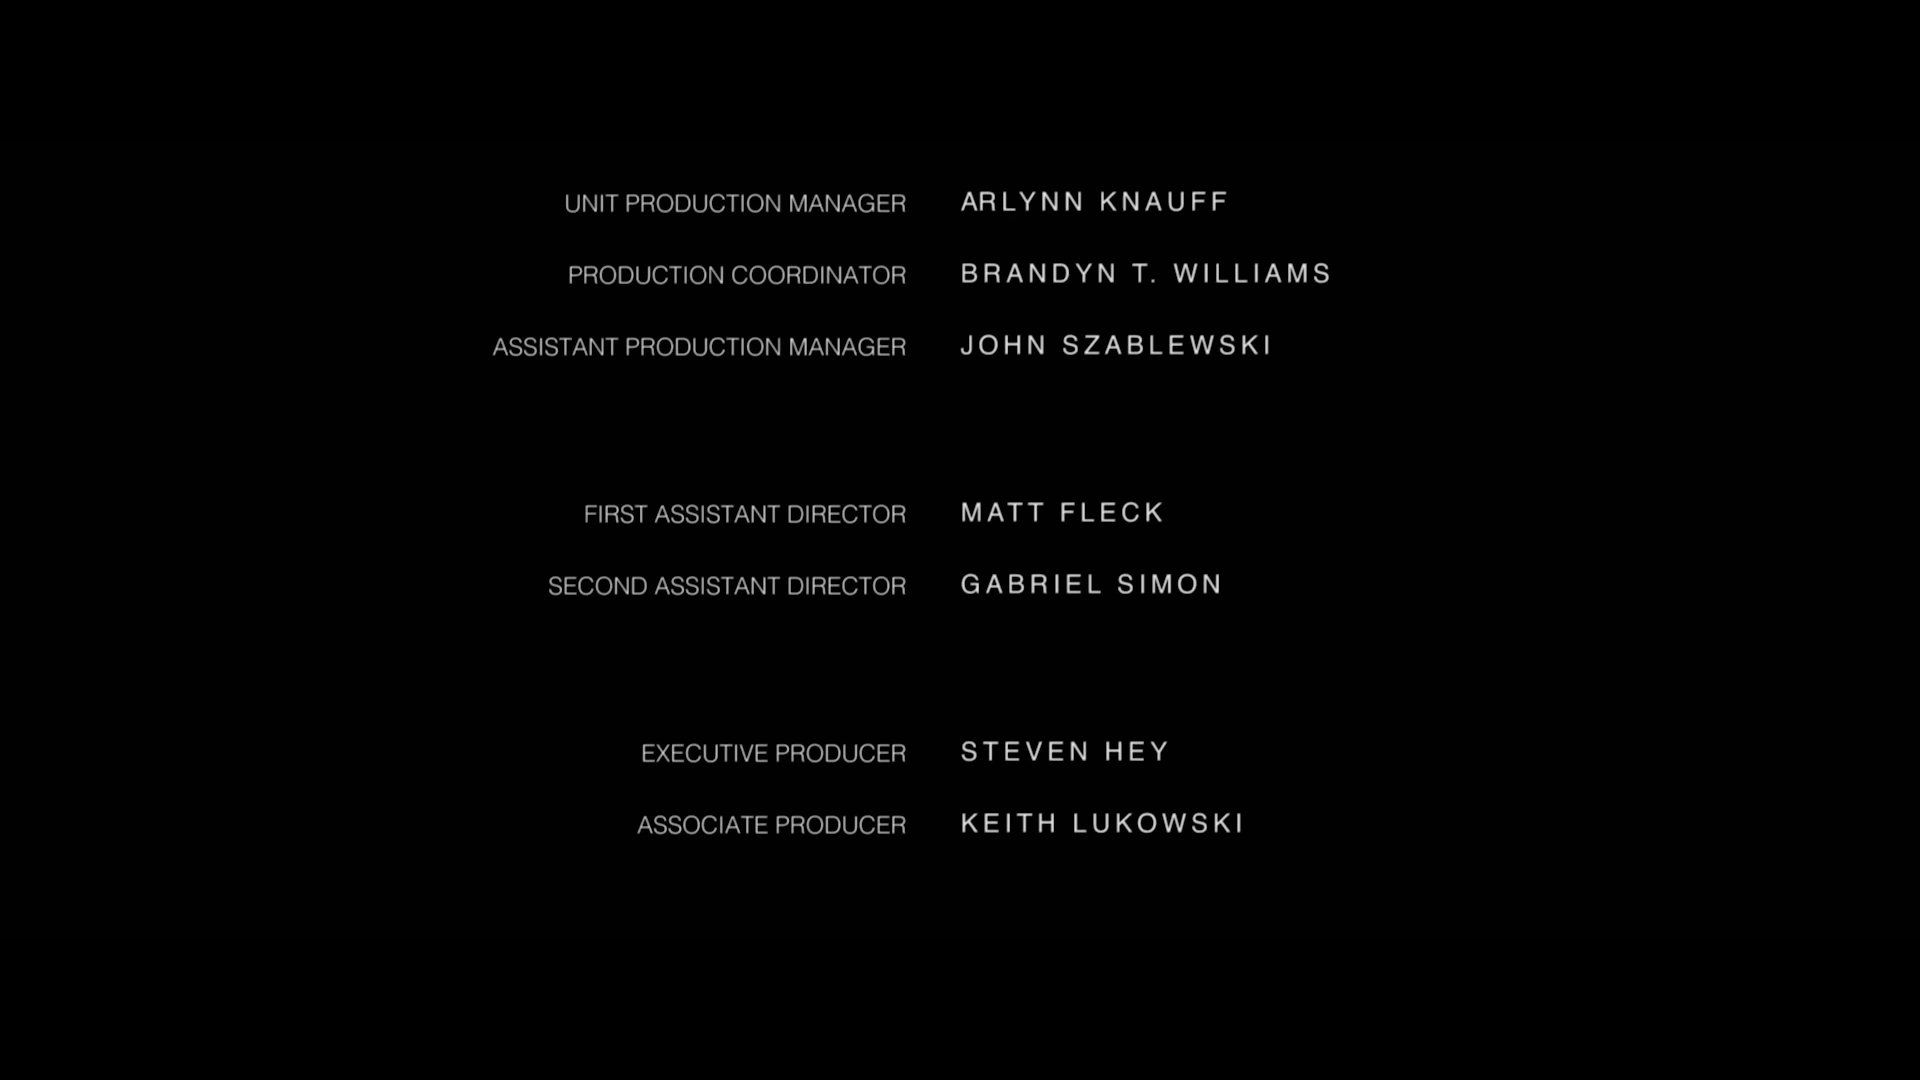 UNIT PRODUCTION MANAGER ARLYNN KNAUFF
PRODUCTION COORDINATOR BRANDYN T. WILLIAMS
ASSISTANT PRODUCTION MANAGER JOHN SZABLEWSKI
FIRST ASSISTANT DIRECTOR MATT FLECK
SECOND ASSISTANT DIRECTOR GABRIEL SIMON
EXECUTIVE PRODUCER STEVEN HEY
ASSOCIATE PRODUCER KEITH LUKOWSKI